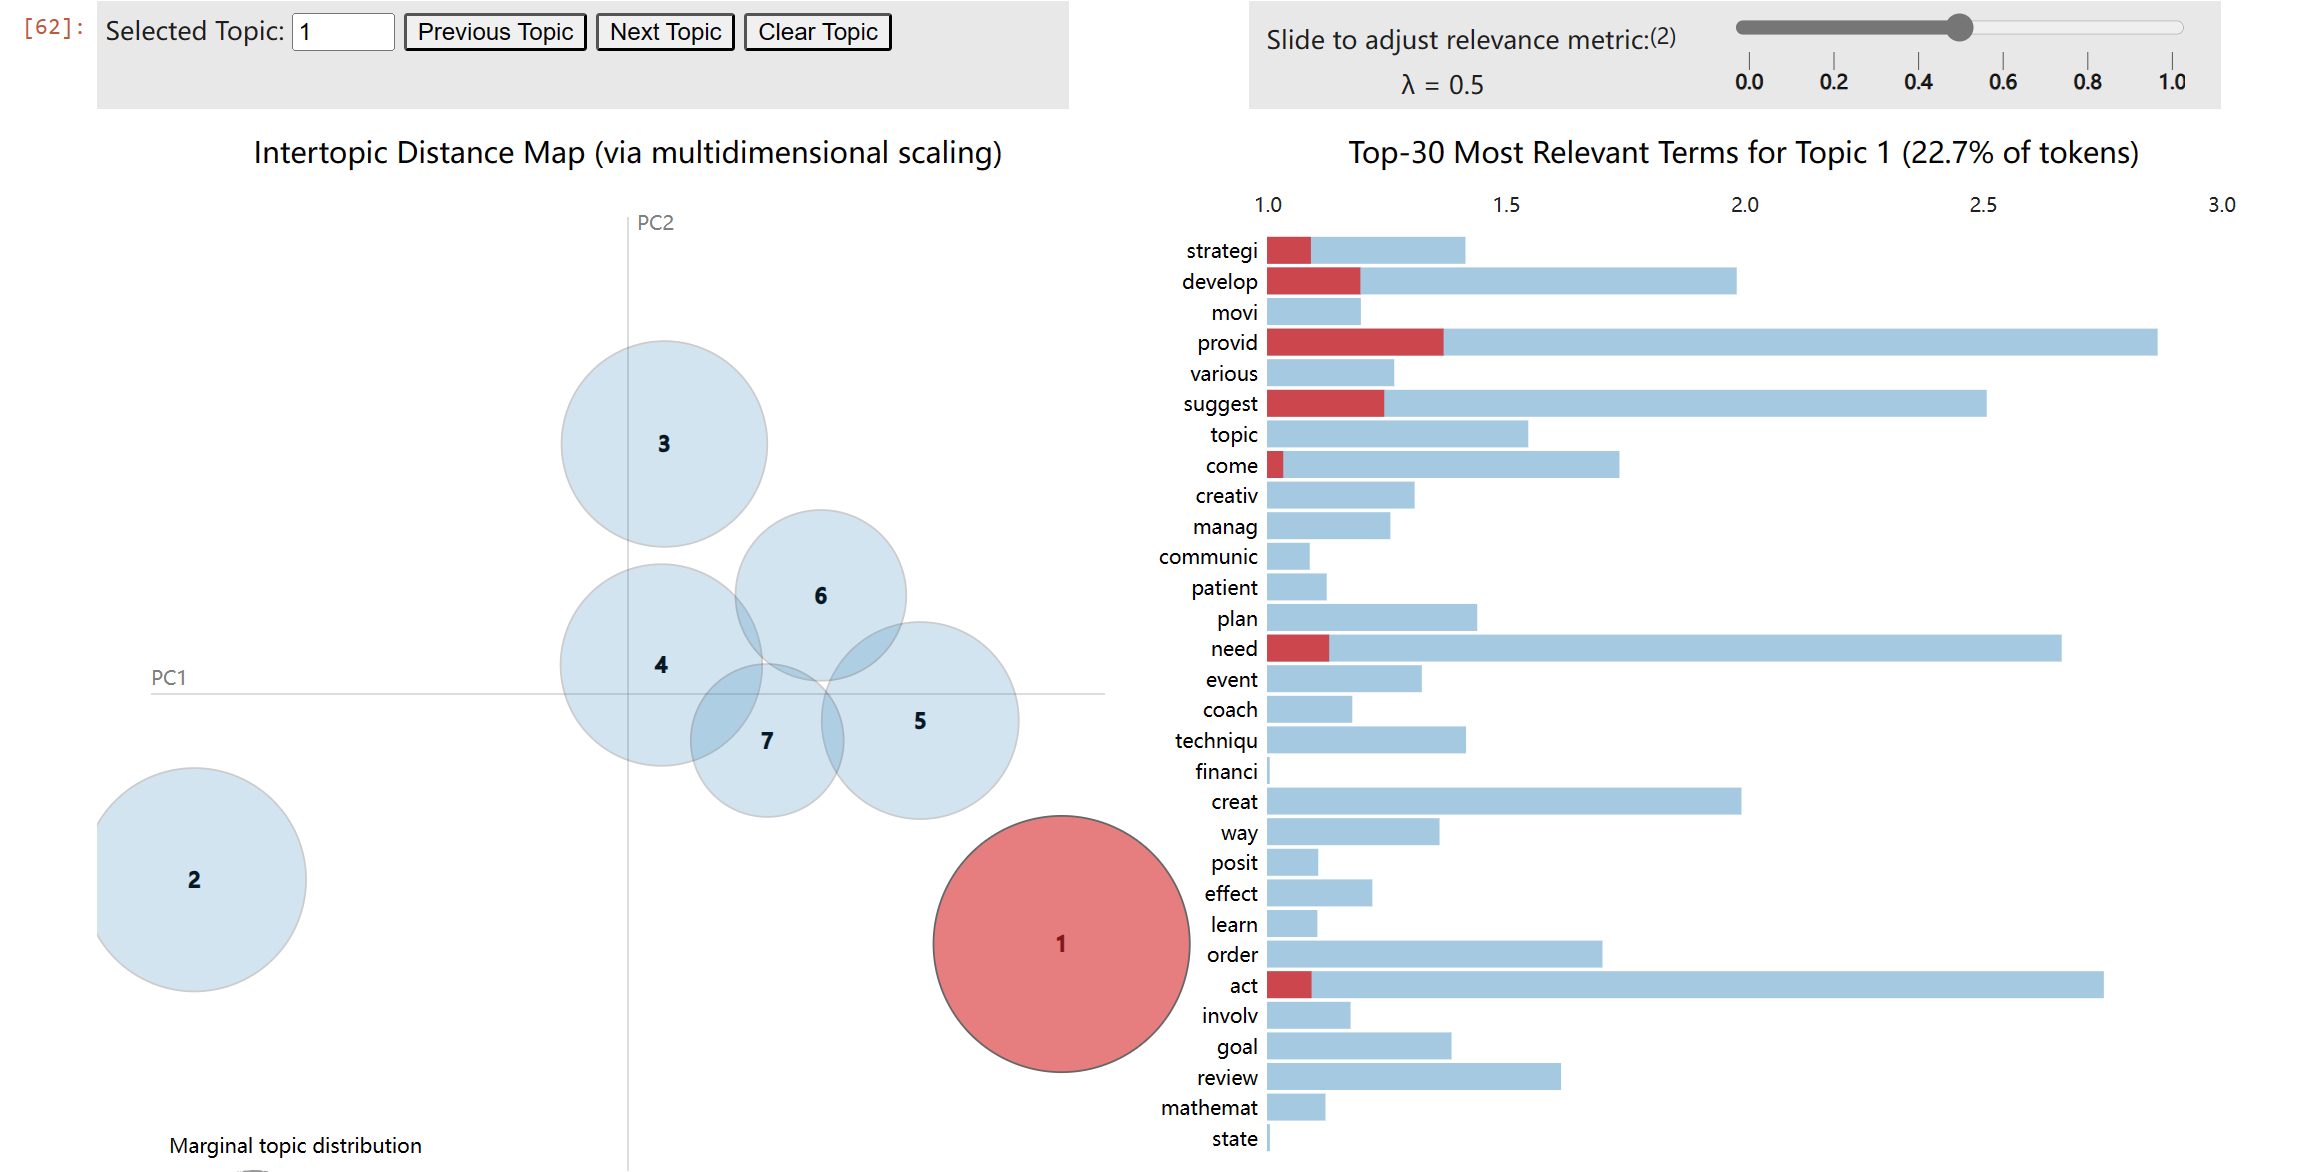 [62]:
Selected Topic: 1 Previous Topic Next Topic Clear Topic
Slide to adjust relevance metric:(2)
λ = 0.5
0.0 0.2 0.4 0.6 0.8 1.0
Intertopic Distance Map (via multidimensional scaling)
PC2
PC1
3
6
4
5
7
2
1
Marginal topic distribution
Top-30 Most Relevant Terms for Topic 1 (22.7% of tokens)
1.0 1.5 2.0 2.5 3.0
strategi
develop
movi
provid
various
suggest
topic
come
creativ
manag
communic
patient
plan
need
event
coach
techniqu
financi
creat
way
posit
effect
learn
order
act
involv
goal
review
mathemat
state